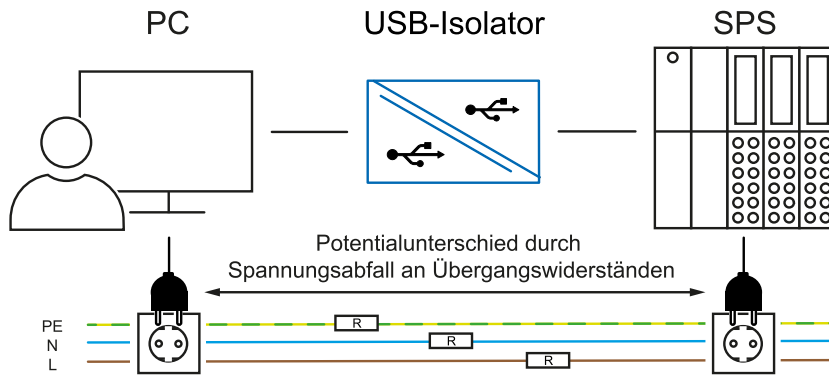 PC
USB-Isolator
SPS
Potentialunterschied durch
Spannungsabfall an Übergangswiderständen
PE
R
N
R
L
R